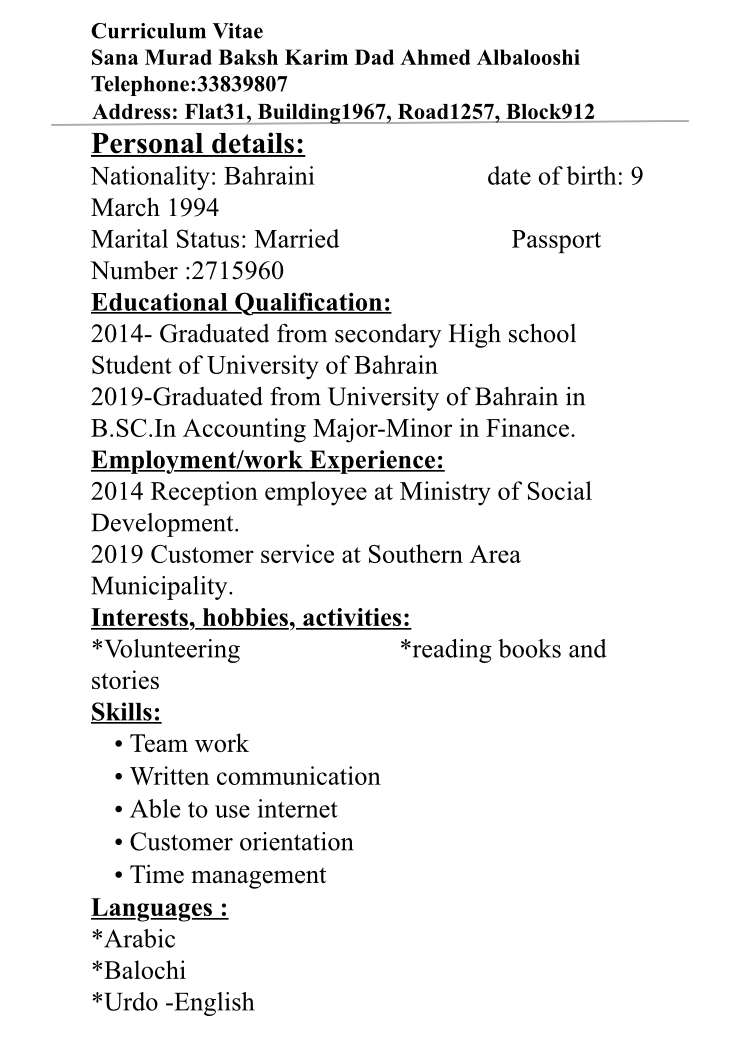 Curriculum Vitae
Sana Murad Baksh Karim Dad Ahmed Albalooshi
Telephone:33839807
Address: Flat31, Building1967, Road1257, Block912
Personal details:
Nationality: Bahraini date of birth: 9
March 1994
Marital Status: Married Passport
Number :2715960
Educational Qualification:
2014- Graduated from secondary High school
Student of University of Bahrain
2019-Graduated from University of Bahrain in
B.SC.In Accounting Major-Minor in Finance.
Employment/work Experience:
2014 Reception employee at Ministry of Social
Development.
2019 Customer service at Southern Area
Municipality.
Interests, hobbies, activities:
*Volunteering *reading books and
stories
Skills:
• Team work
• Written communication
• Able to use internet
• Customer orientation
• Time management
Languages :
*Arabic
*Balochi
*Urdo -English